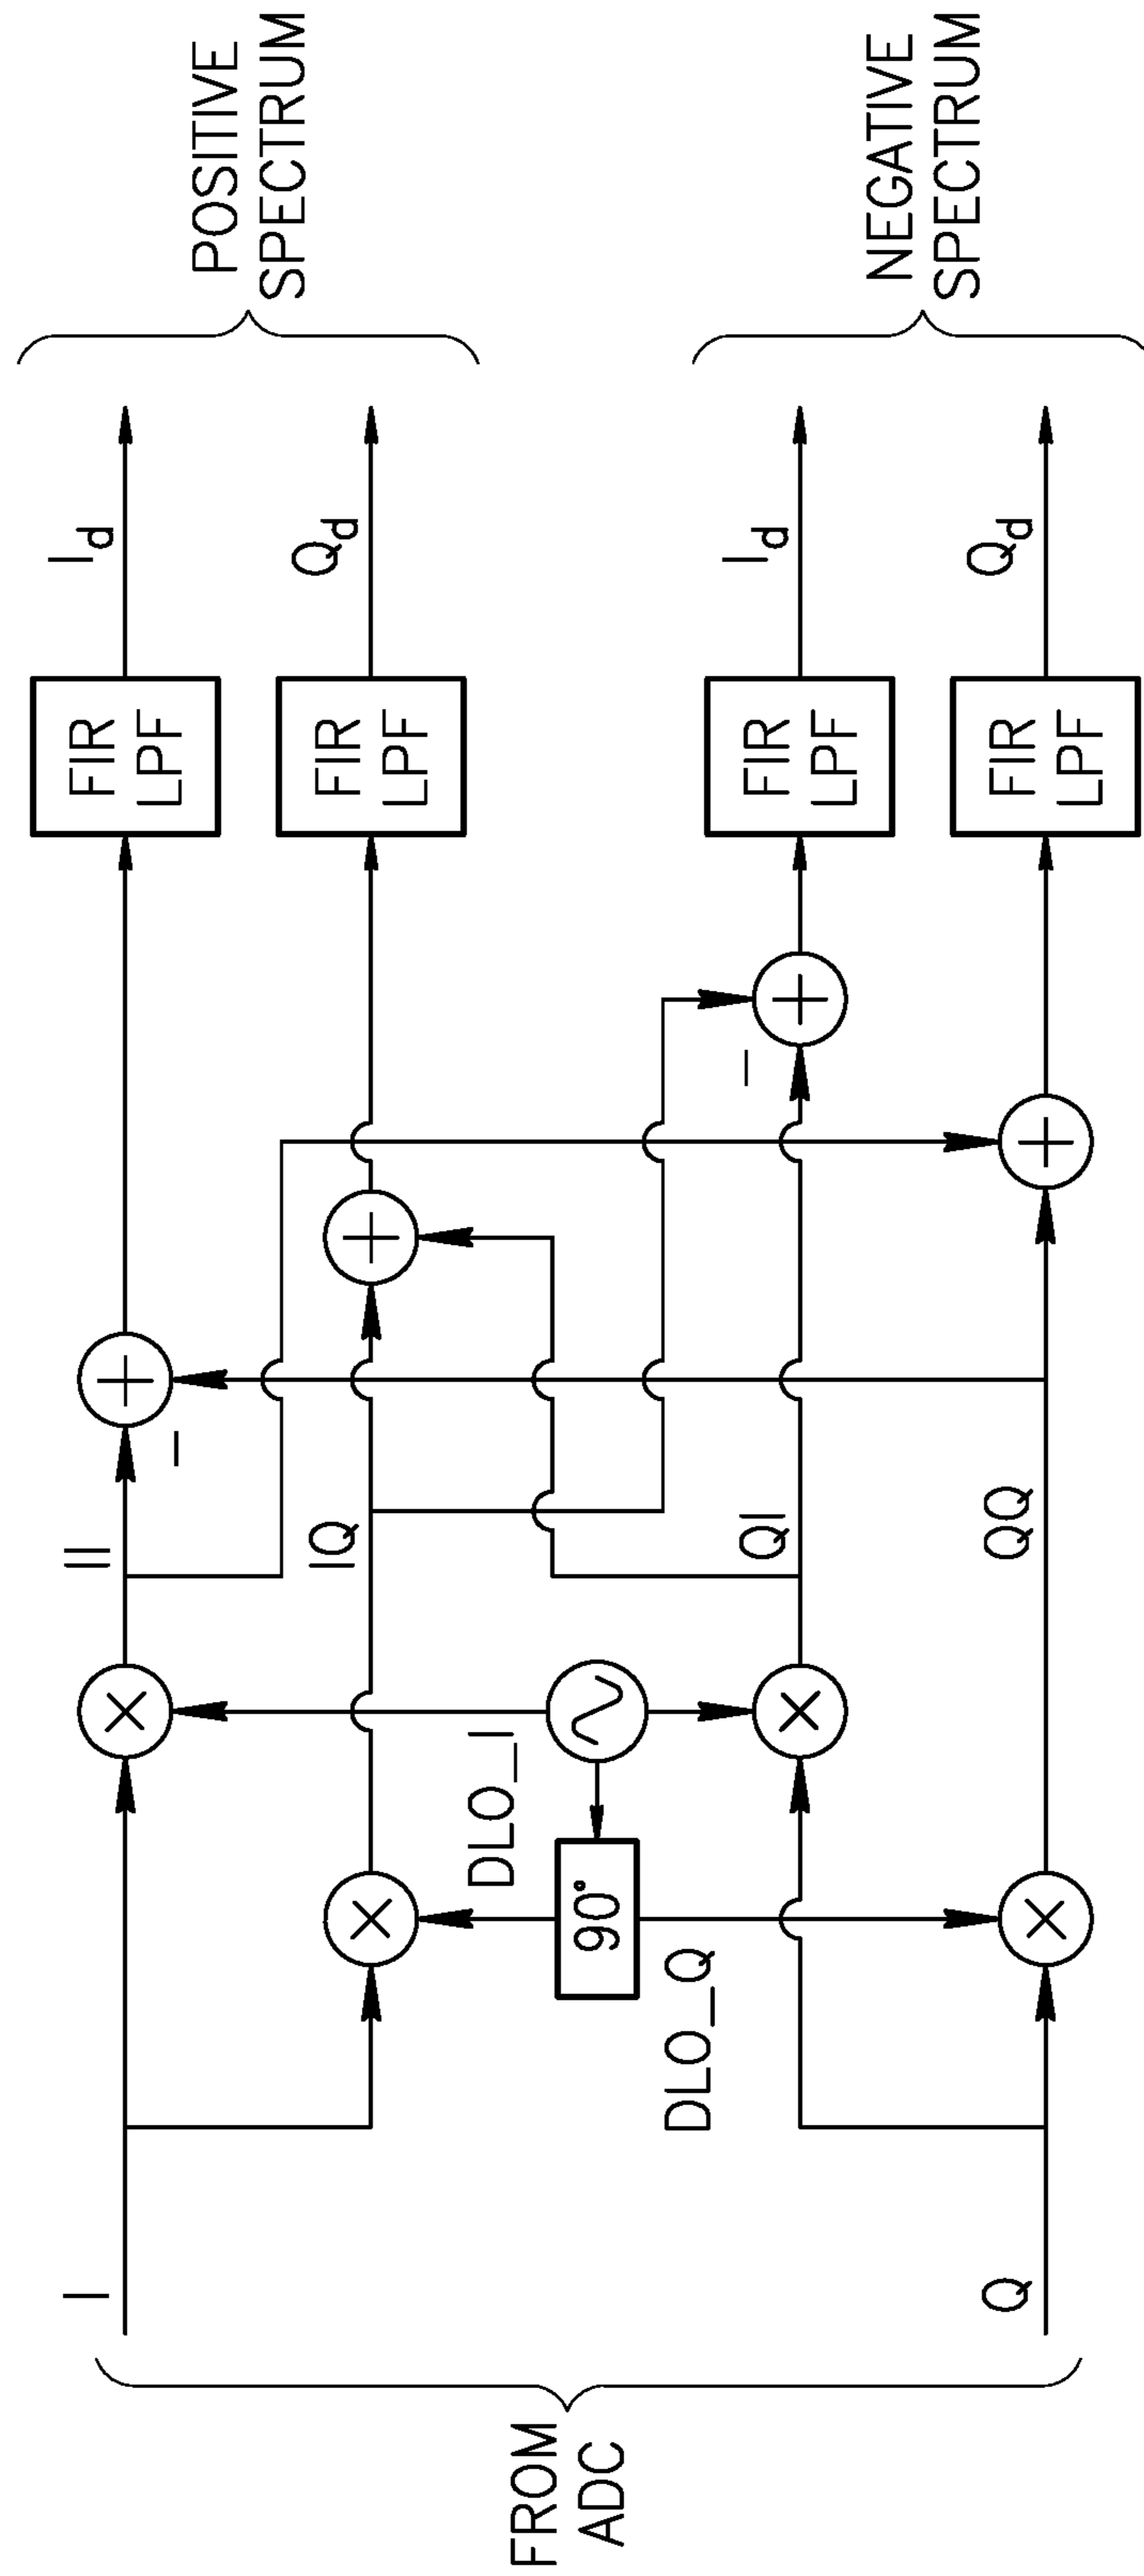 FROM
ADC
I
Q
DLO_I
DLO_Q
90°
II
IQ
QI
QQ
−
−
FIR
LPF
FIR
LPF
FIR
LPF
FIR
LPF
I_d
Q_d
I_d
Q_d
POSITIVE
SPECTRUM
NEGATIVE
SPECTRUM